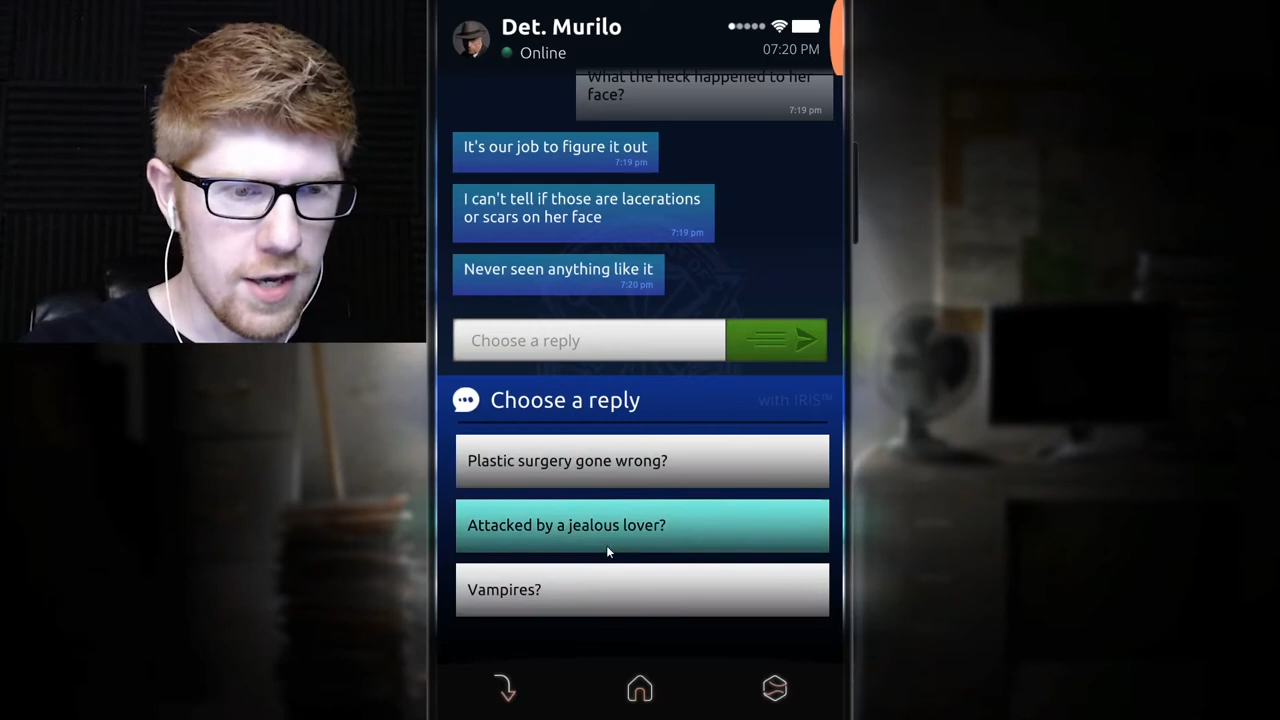 Det. Murilo
Online
07:20 PM
What the heck happened to her
face?
7:19 pm
It's our job to figure it out
7:19 pm
I can't tell if those are lacerations
or scars on her face
7:19 pm
Never seen anything like it
7:20 pm
Choose a reply
Choose a reply
with IRIS™
Plastic surgery gone wrong?
Attacked by a jealous lover?
Vampires?